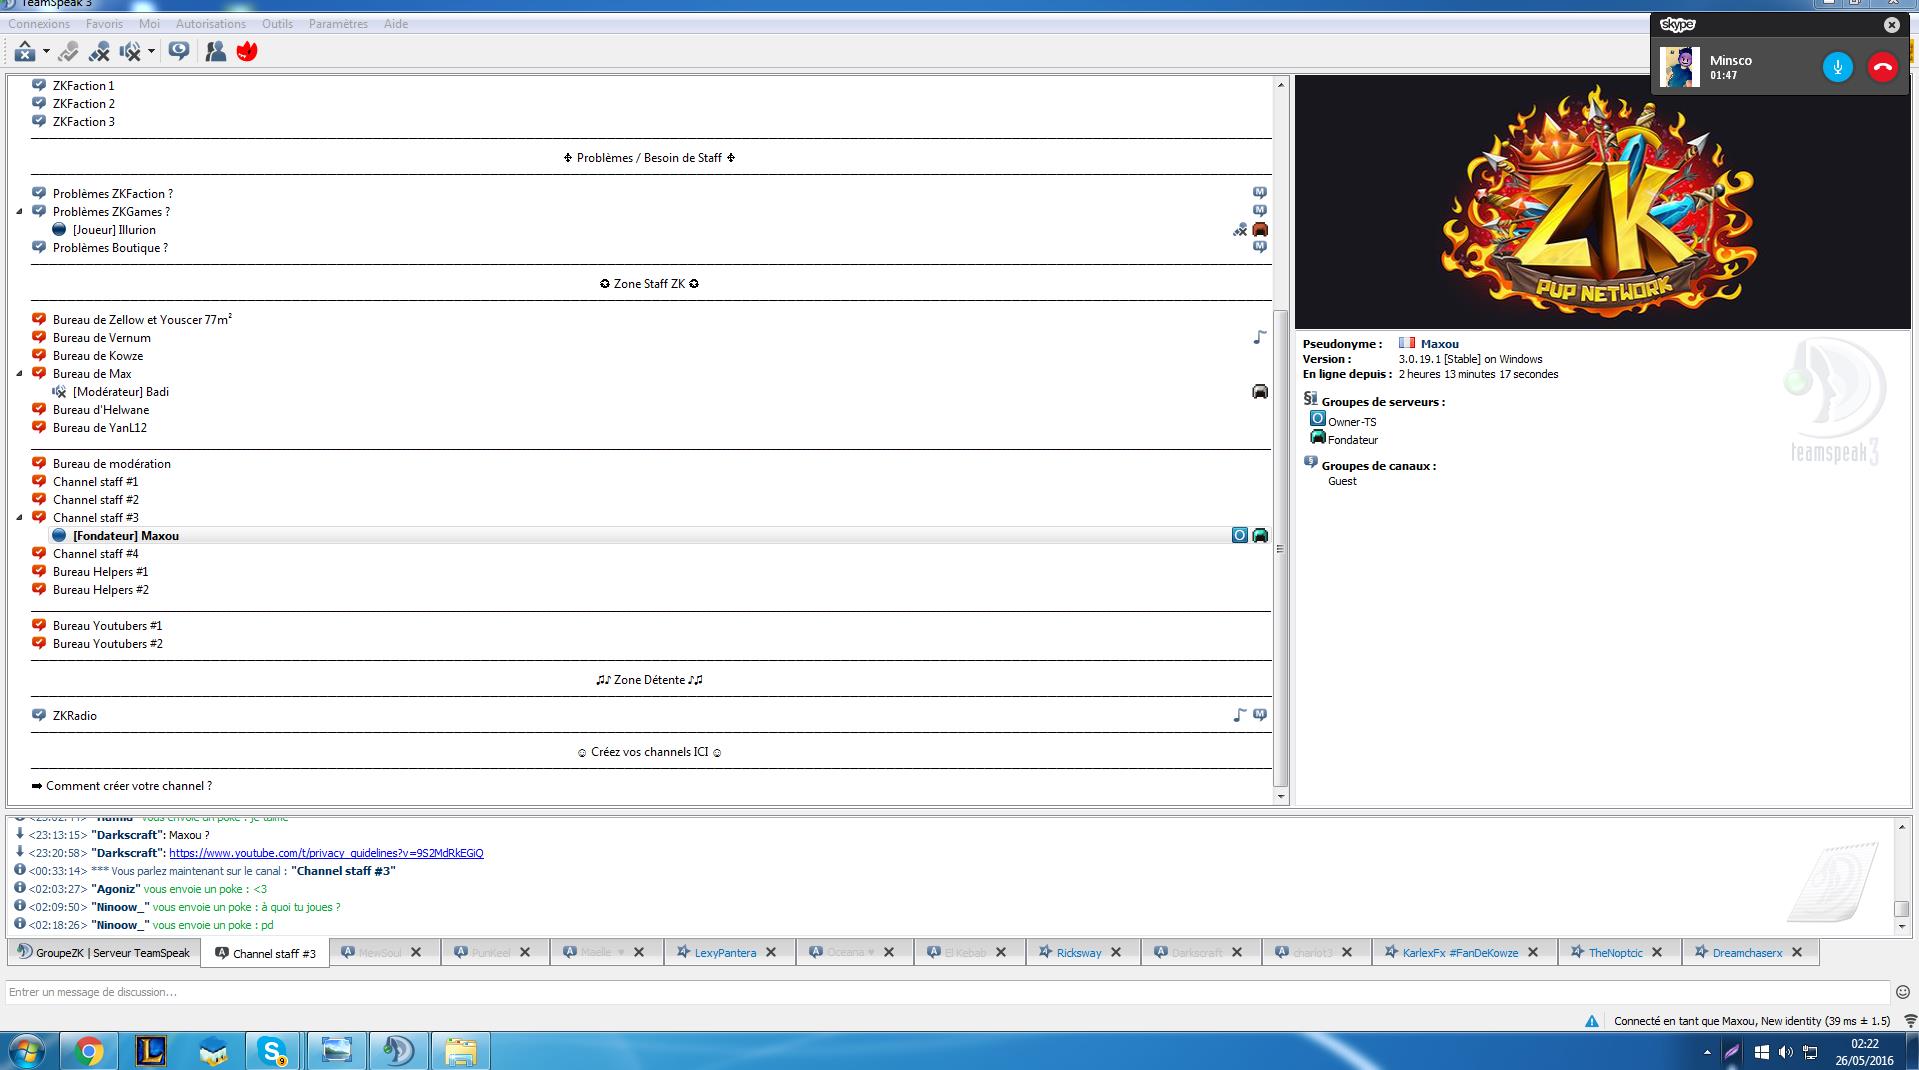 TeamSpeak 3
Connexions Favoris Moi Autorisations Outils Paramètres Aide
skype
Minsco
01:47
ZKFaction 1
ZKFaction 2
ZKFaction 3
Problèmes / Besoin de Staff
Problèmes ZKFaction ?
Problèmes ZKGames ?
[Joueur] Illurion
Problèmes Boutique ?
✪ Zone Staff ZK ✪
Bureau de Zellow et Youscer 77m²
Bureau de Vernum
Bureau de Kowze
Bureau de Max
[Modérateur] Badi
Bureau d'Helwane
Bureau de YanL12
Bureau de modération
Channel staff #1
Channel staff #2
Channel staff #3
[Fondateur] Maxou
Channel staff #4
Bureau Helpers #1
Bureau Helpers #2
Bureau Youtubers #1
Bureau Youtubers #2
♫♪ Zone Détente ♪♫
ZKRadio
☺ Créez vos channels ICI ☺
➡ Comment créer votre channel ?
ZK
PVP NETWORK
Pseudonyme : Maxou
Version : 3.0.19.1 [Stable] on Windows
En ligne depuis : 2 heures 13 minutes 17 secondes
Groupes de serveurs :
Owner-TS
Fondateur
Groupes de canaux :
Guest
teamspeak3
vous envoie un poke : je t'aime
<23:13:15> "Darkscraft": Maxou ?
<23:20:58> "Darkscraft": https://www.youtube.com/t/privacy_guidelines?v=9S2MdRkEGiQ
<00:33:14> *** Vous parlez maintenant sur le canal : "Channel staff #3"
<02:03:27> "Agoniz" vous envoie un poke : <3
<02:09:50> "Ninoow_" vous envoie un poke : à quoi tu joues ?
<02:18:26> "Ninoow_" vous envoie un poke : pd
GroupeZK | Serveur TeamSpeak Channel staff #3 MewSoul PunKeel Maelle ♥ LexyPantera Oceana ♥ El Kebab Ricksway Darkscraft chariot3 KarlexFx #FanDeKowze TheNoptcic Dreamchaserx
Entrer un message de discussion...
Connecté en tant que Maxou, New identity (39 ms ± 1.5)
02:22
26/05/2016